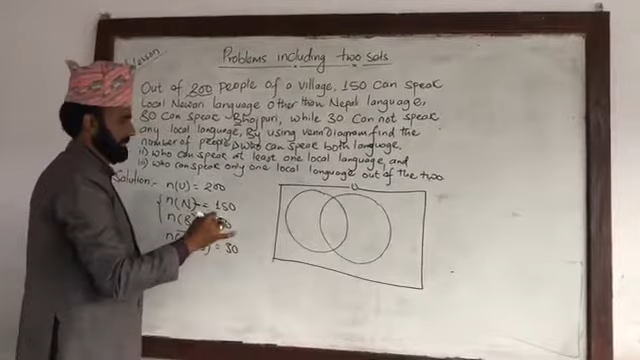 Lesson
Problems including two sets
Out of 200 people of a village, 150 can speak
Local Newari language other than Nepal language,
80 can speak Bhojpuri, while 30 can not speak
any local language, By using venn diagram find the
number of people
i) who can speak both language.
ii) who can speak at least one local language, and
iii) who can speak only one local language out of the two
Solution:- n(U) = 200
n(N) = 150
n(B)
= 30
U